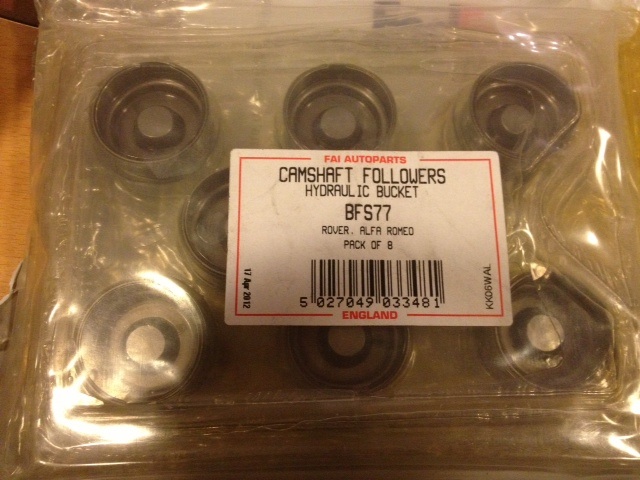 FAI AUTOPARTS
CAMSHAFT FOLLOWERS
HYDRAULIC BUCKET
BFS77
ROVER, ALFA ROMEO
PACK OF 8
17 Apr 2012
KK06WAL
5 027049 033481
ENGLAND